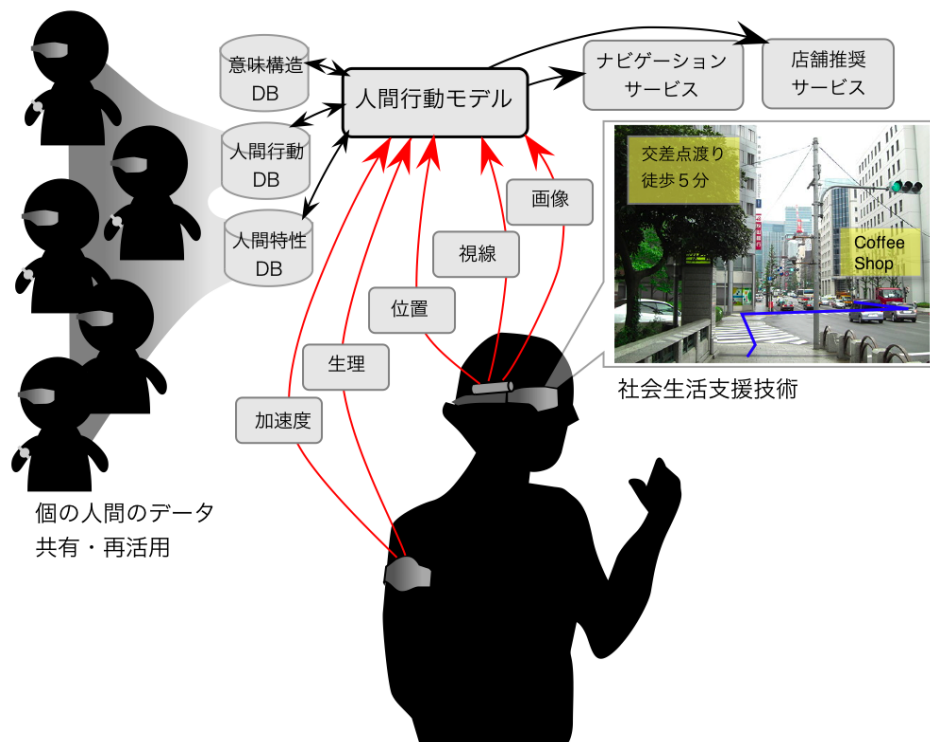 意味構造
DB
人間行動モデル
ナビゲーション
サービス
店舗推奨
サービス
人間行動
DB
人間特性
DB
画像
視線
位置
生理
加速度
交差点渡り
徒歩5分
Coffee
Shop
社会生活支援技術
個の人間のデータ
共有・再活用